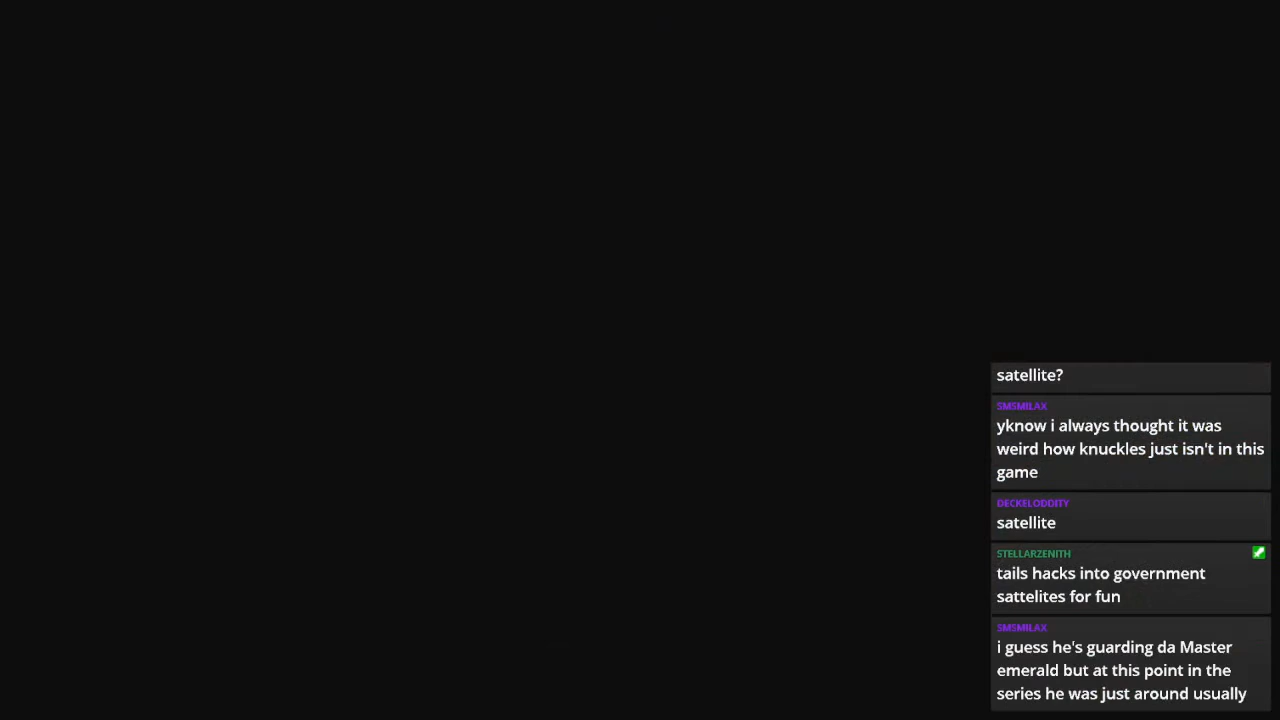 satellite?
SMSMILAX
yknow i always thought it was
weird how knuckles just isn't in this
game
DECKELODDITY
satellite
STELLARZENITH
tails hacks into government
sattelites for fun
SMSMILAX
i guess he's guarding da Master
emerald but at this point in the
series he was just around usually